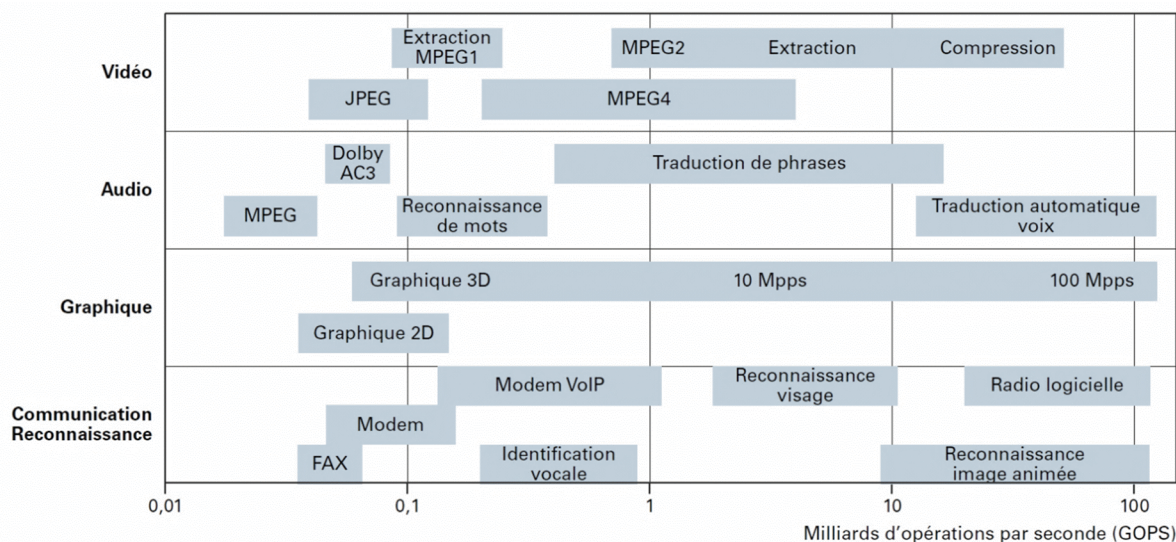 Vidéo
Extraction
MPEG1
MPEG2 Extraction Compression
JPEG
MPEG4
Audio
Dolby
AC3
Traduction de phrases
MPEG
Reconnaissance
de mots
Traduction automatique
voix
Graphique
Graphique 3D 10 Mpps 100 Mpps
Graphique 2D
Communication
Reconnaissance
Modem VoIP
Reconnaissance
visage
Radio logicielle
Modem
FAX
Identification
vocale
Reconnaissance
image animée
0,01 0,1 1 10 100
Milliards d’opérations par seconde (GOPS)